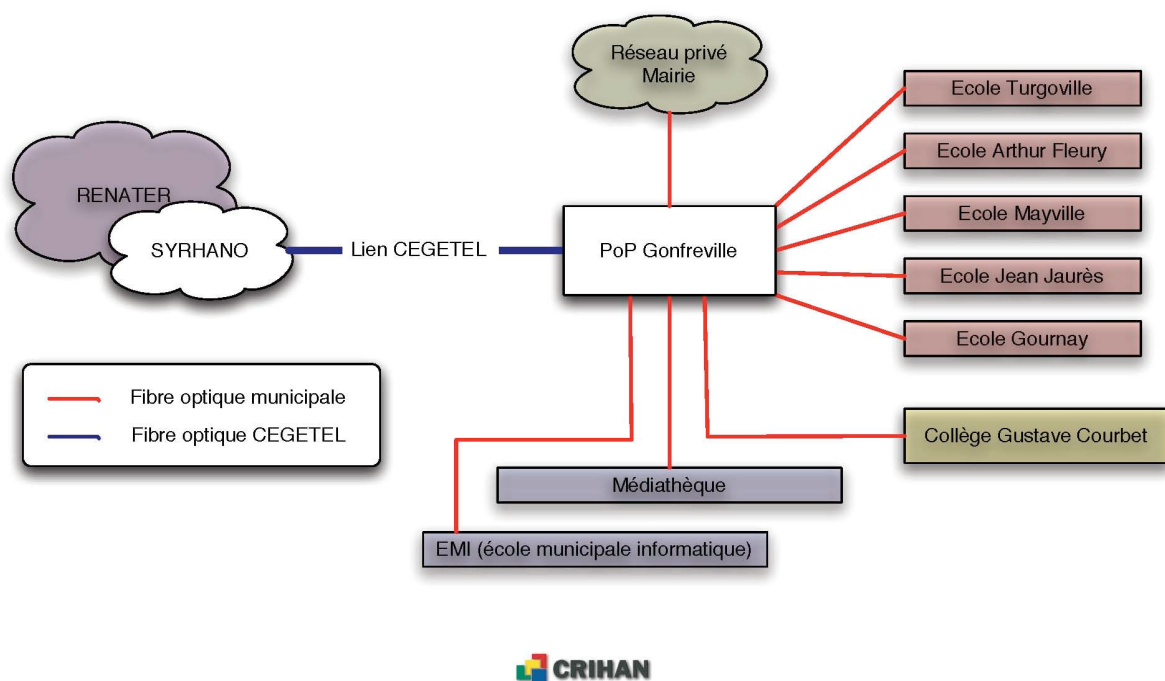 Réseau privé
Mairie
Ecole Turgoville
Ecole Arthur Fleury
RENATER
Ecole Mayville
SYRHANO
Lien CEGETEL
PoP Gonfreville
Ecole Jean Jaurès
Ecole Gournay
Fibre optique municipale
Fibre optique CEGETEL
Collège Gustave Courbet
Médiathèque
EMI (école municipale informatique)
CRIHAN